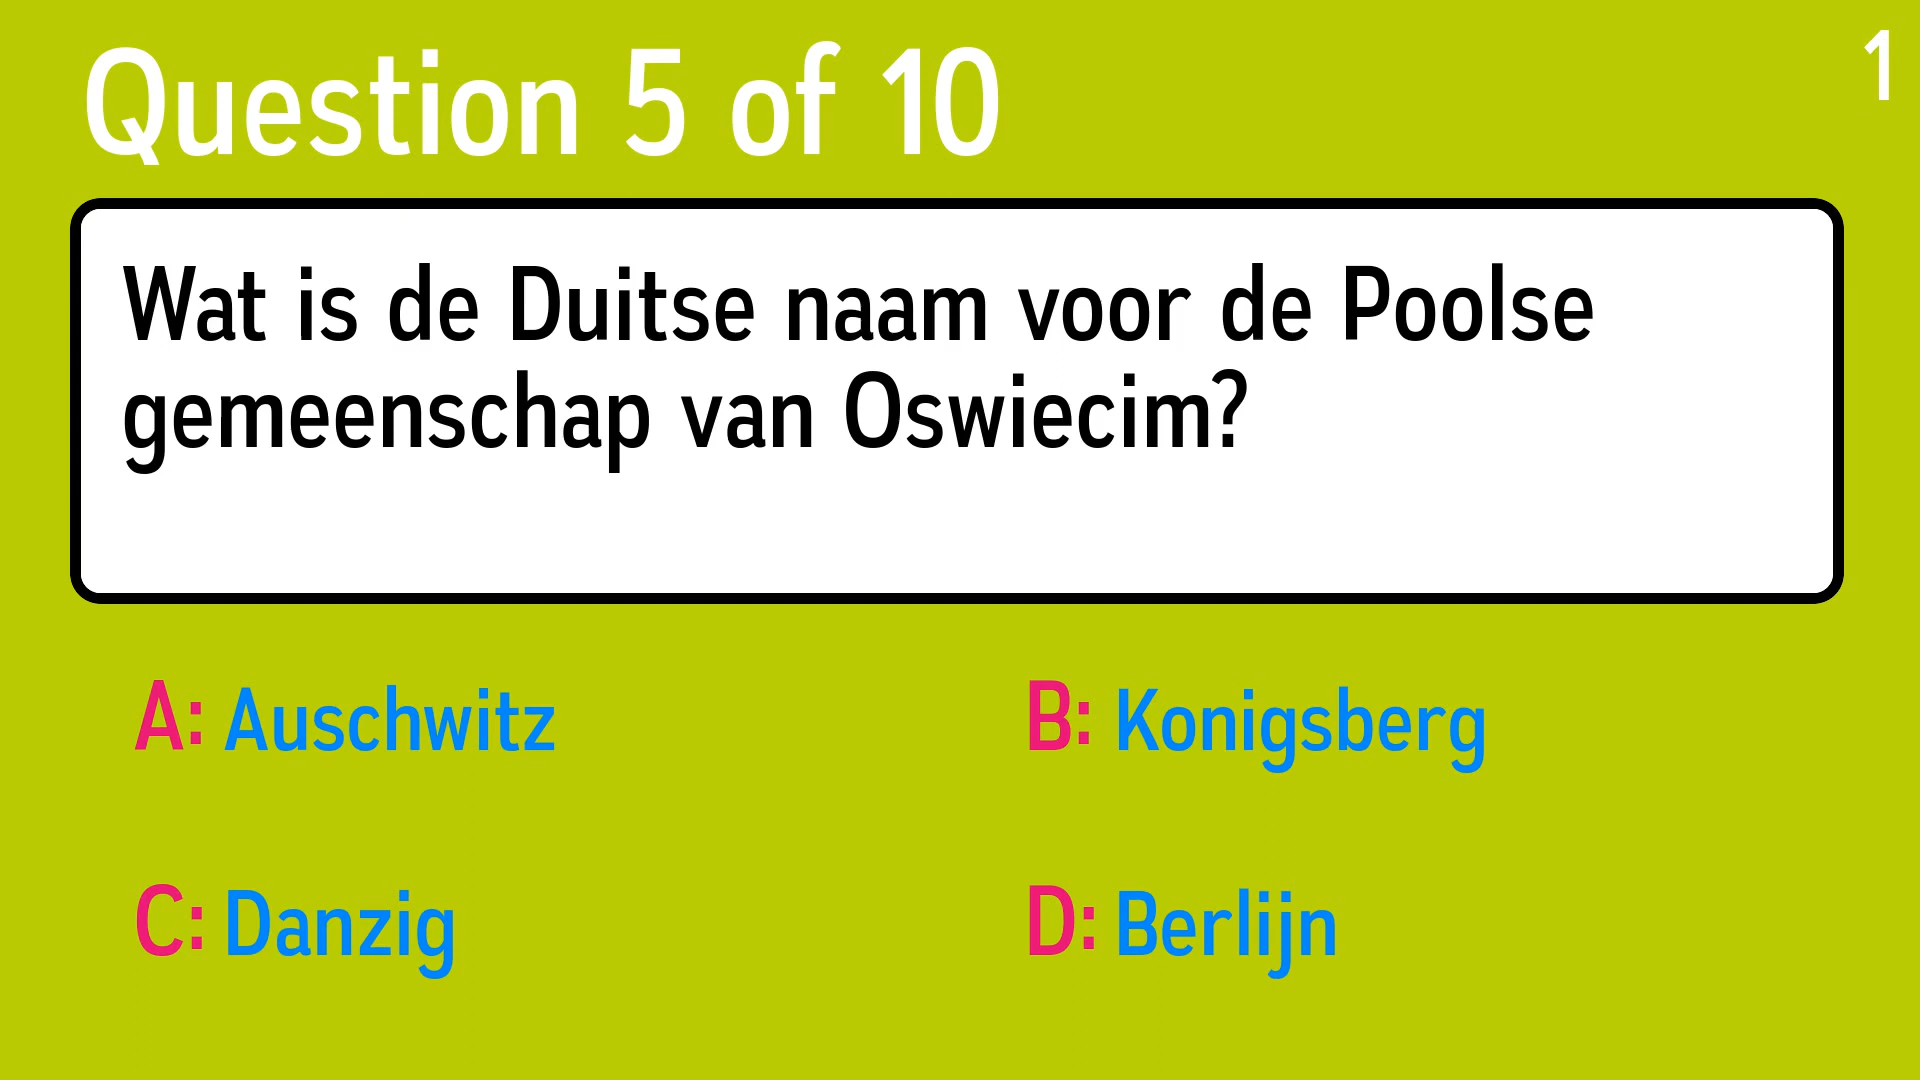 Question 5 of 10
1
Wat is de Duitse naam voor de Poolse
gemeenschap van Oswiecim?
A: Auschwitz
B: Konigsberg
C: Danzig
D: Berlijn